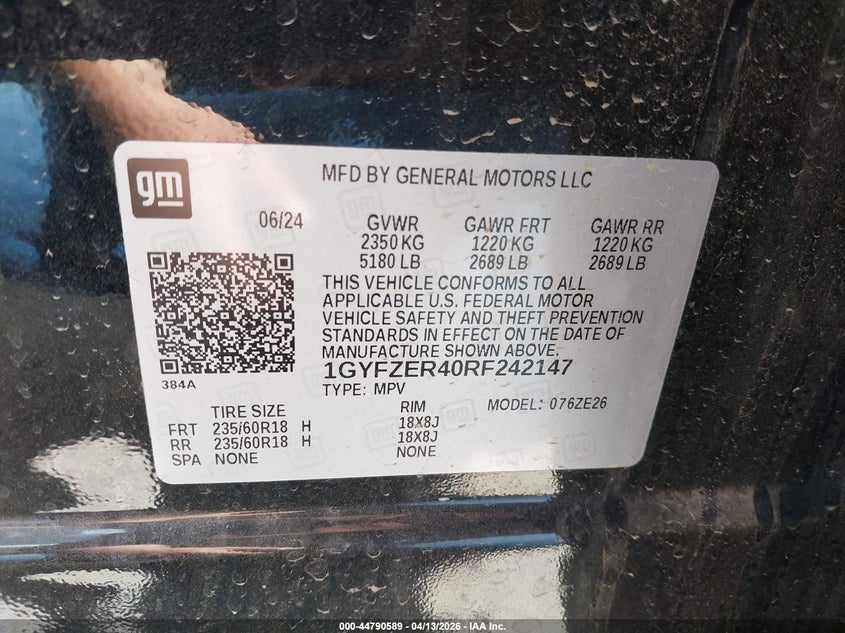 gm
MFD BY GENERAL MOTORS LLC
06/24 GVWR GAWR FRT GAWR RR
2350 KG 1220 KG 1220 KG
5180 LB 2689 LB 2689 LB
THIS VEHICLE CONFORMS TO ALL
APPLICABLE U.S. FEDERAL MOTOR
VEHICLE SAFETY AND THEFT PREVENTION
STANDARDS IN EFFECT ON THE DATE OF
MANUFACTURE SHOWN ABOVE.
1GYFZER40RF242147
384A
TYPE: MPV MODEL: 076ZE26
TIRE SIZE RIM
FRT 235/60R18 H 18X8J
RR 235/60R18 H 18X8J
SPA NONE NONE
000-44790589 - 04/13/2026 - IAA Inc.